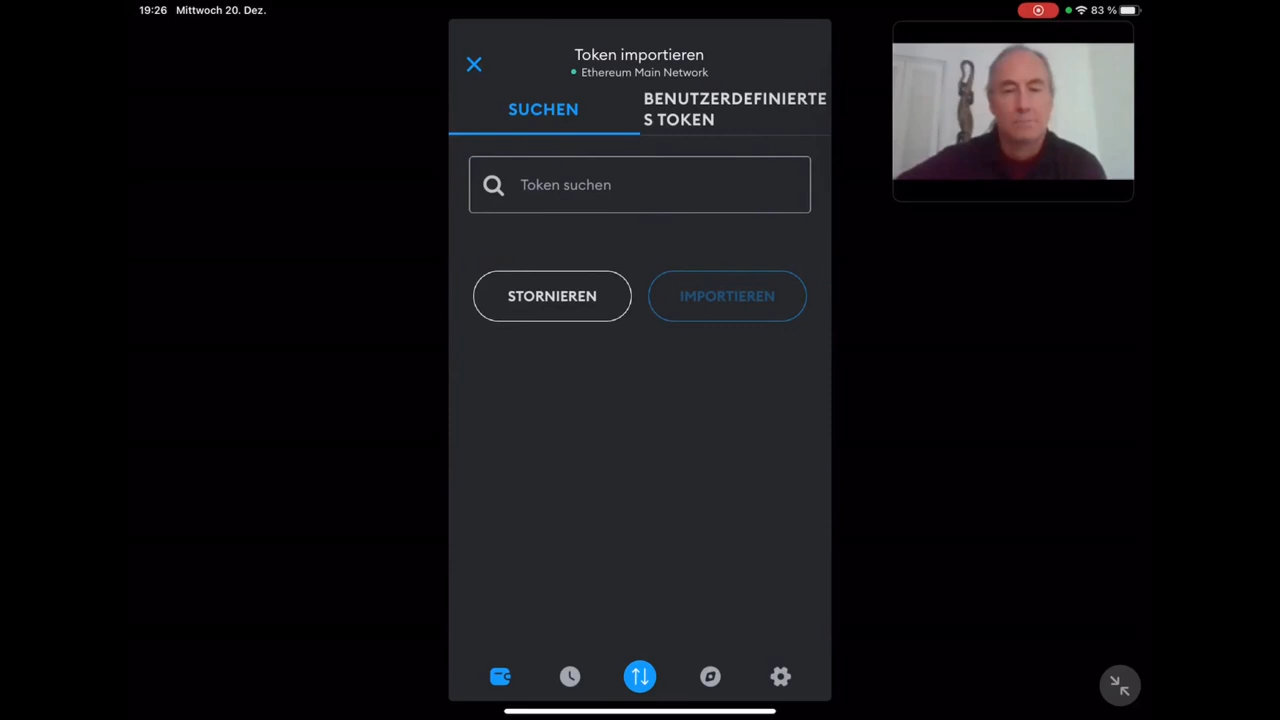 19:26 Mittwoch 20. Dez.
83 %
Token importieren
Ethereum Main Network
SUCHEN
BENUTZERDEFINIERTE
S TOKEN
Token suchen
STORNIEREN
IMPORTIEREN